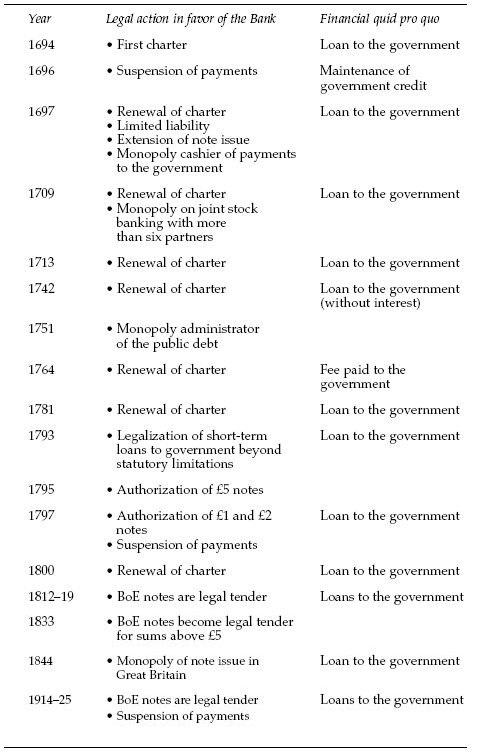 Year Legal action in favor of the Bank Financial quid pro quo
1694 • First charter Loan to the government
1696 • Suspension of payments Maintenance of
government credit
1697 • Renewal of charter Loan to the government
• Limited liability
• Extension of note issue
• Monopoly cashier of payments
to the government
1709 • Renewal of charter Loan to the government
• Monopoly on joint stock
banking with more
than six partners
1713 • Renewal of charter Loan to the government
1742 • Renewal of charter Loan to the government
(without interest)
1751 • Monopoly administrator
of the public debt
1764 • Renewal of charter Fee paid to the
government
1781 • Renewal of charter Loan to the government
1793 • Legalization of short-term Loan to the government
loans to government beyond
statutory limitations
1795 • Authorization of £5 notes
1797 • Authorization of £1 and £2 Loan to the government
notes
• Suspension of payments
1800 • Renewal of charter Loan to the government
1812–19 • BoE notes are legal tender Loans to the government
1833 • BoE notes become legal tender
for sums above £5
1844 • Monopoly of note issue in Loan to the government
Great Britain
1914–25 • BoE notes are legal tender Loans to the government
• Suspension of payments